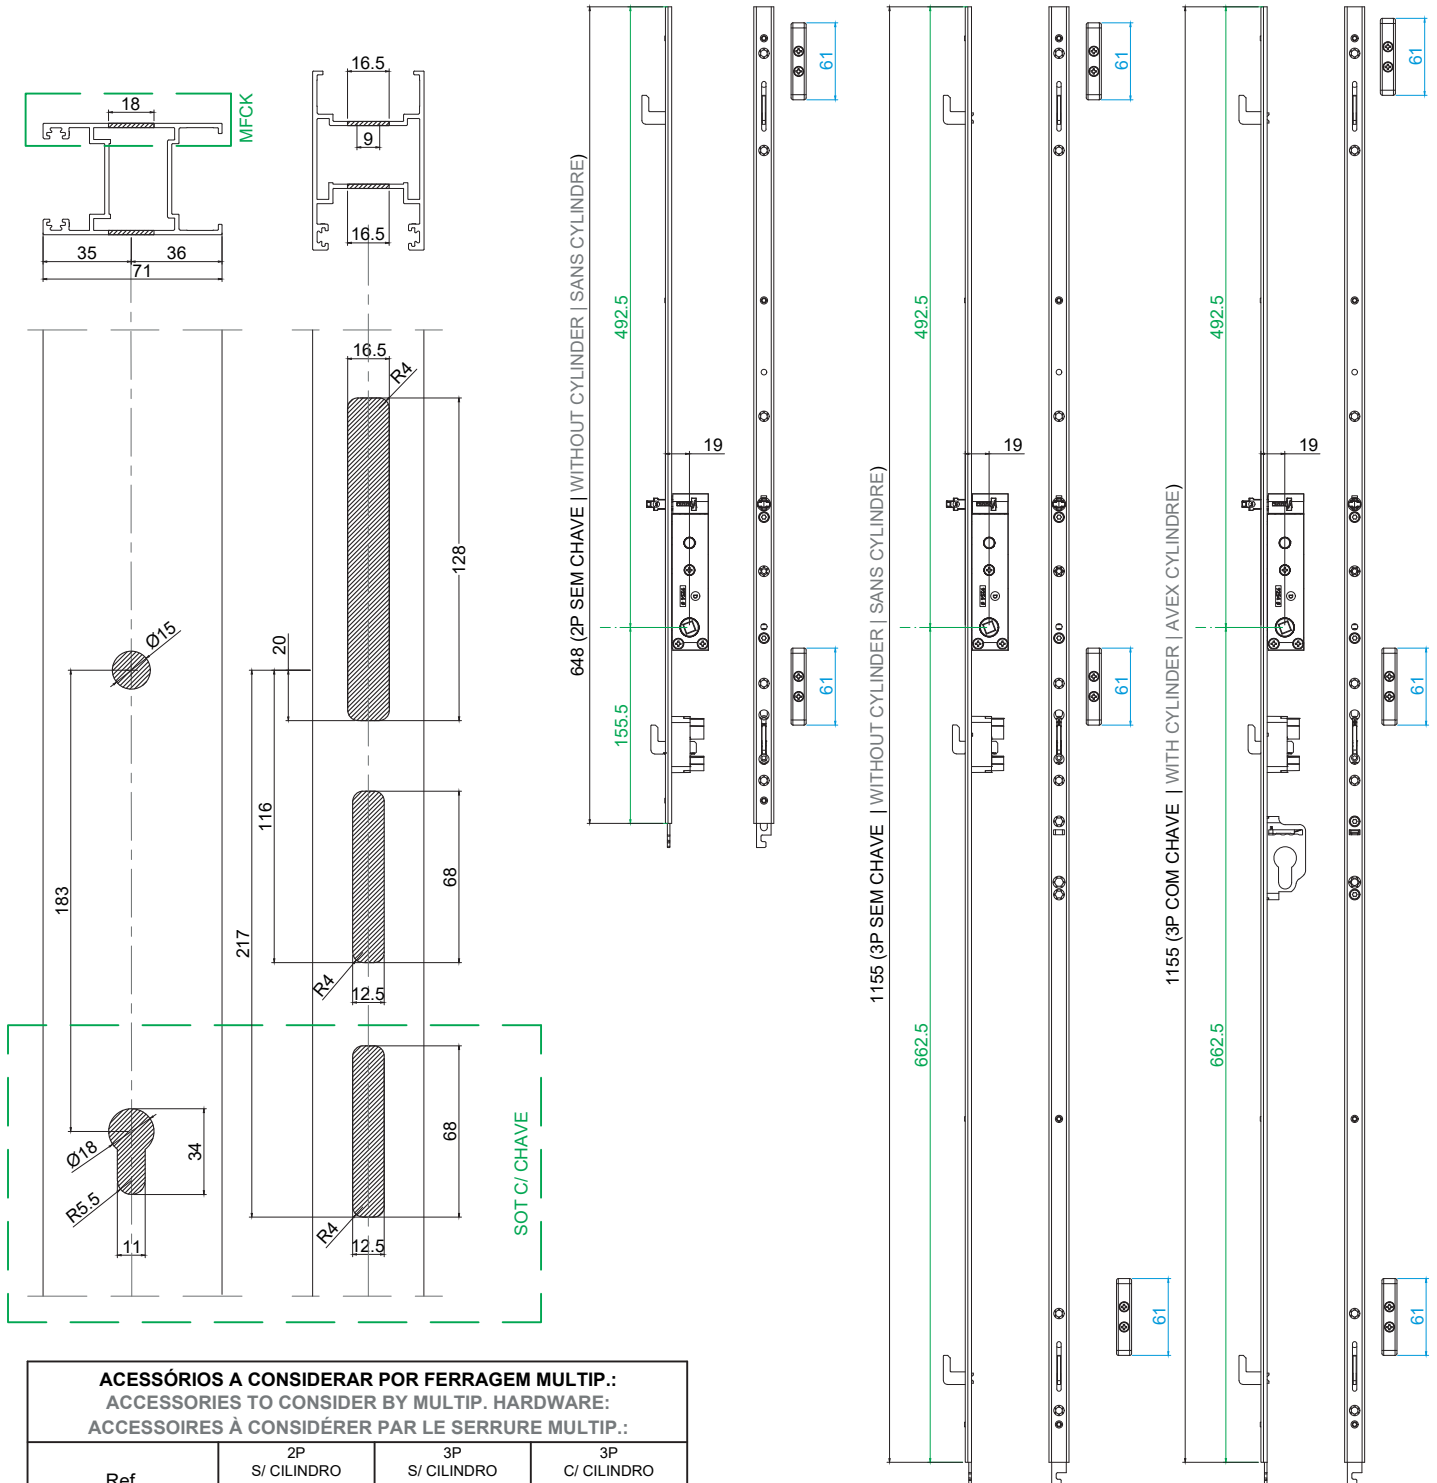 16.5
18
MFCK
9
16.5
35
36
71
16.5
R4
128
Ø15
20
116
183
217
68
R4
12.5
Ø18
34
R5.5
11
68
R4
12.5
SOT C/ CHAVE
648 (2P SEM CHAVE | WITHOUT CYLINDER | SANS CYLINDRE)
492.5
155.5
19
61
61
1155 (3P SEM CHAVE | WITHOUT CYLINDER | SANS CYLINDRE)
492.5
662.5
19
61
61
61
1155 (3P COM CHAVE | WITH CYLINDER | AVEX CYLINDRE)
492.5
662.5
19
61
61
61
ACESSÓRIOS A CONSIDERAR POR FERRAGEM MULTIP.:
ACCESSORIES TO CONSIDER BY MULTIP. HARDWARE:
ACCESSOIRES À CONSIDÉRER PAR LE SERRURE MULTIP.:
Ref.
2P
S/ CILINDRO
3P
S/ CILINDRO
3P
C/ CILINDRO